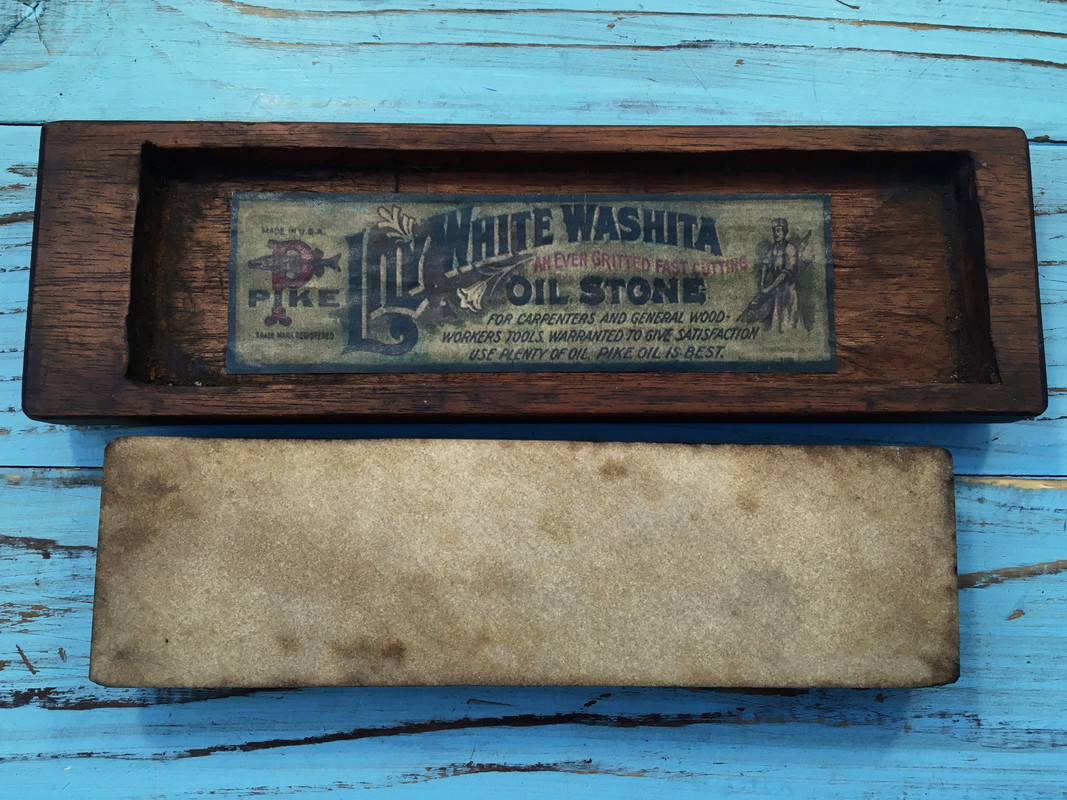 MADE IN U.S.A.
PIKE
TRADE MARK REGISTERED
LILY WHITE WASHITA
AN EVEN GRITTED FAST CUTTING
OIL STONE
FOR CARPENTERS AND GENERAL WOOD-
WORKERS TOOLS. WARRANTED TO GIVE SATISFACTION
USE PLENTY OF OIL. PIKE OIL IS BEST.